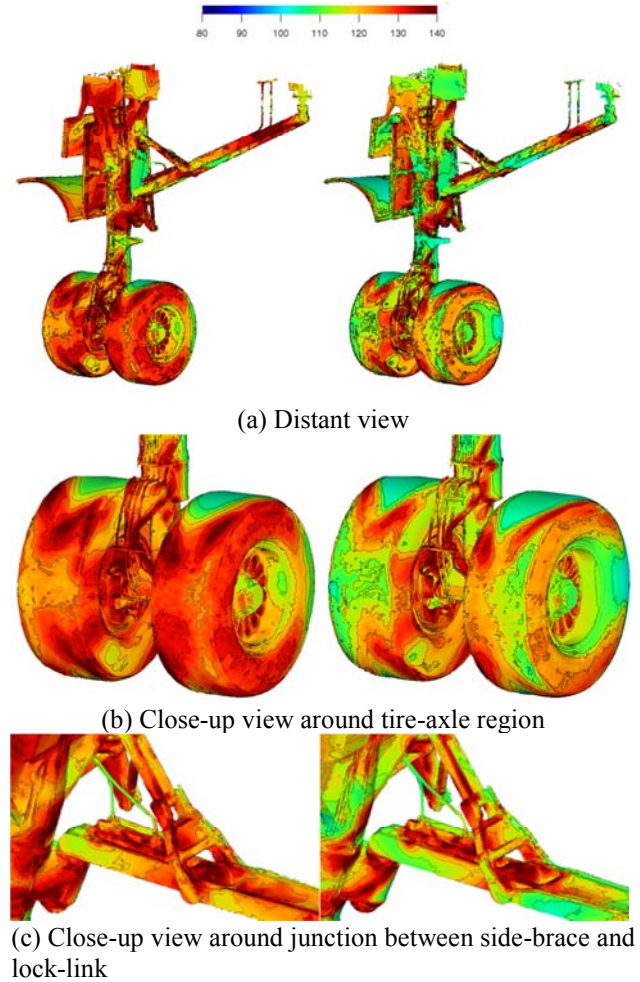 80 90 100 110 120 130 140
(a) Distant view
(b) Close-up view around tire-axle region
(c) Close-up view around junction between side-brace and
lock-link